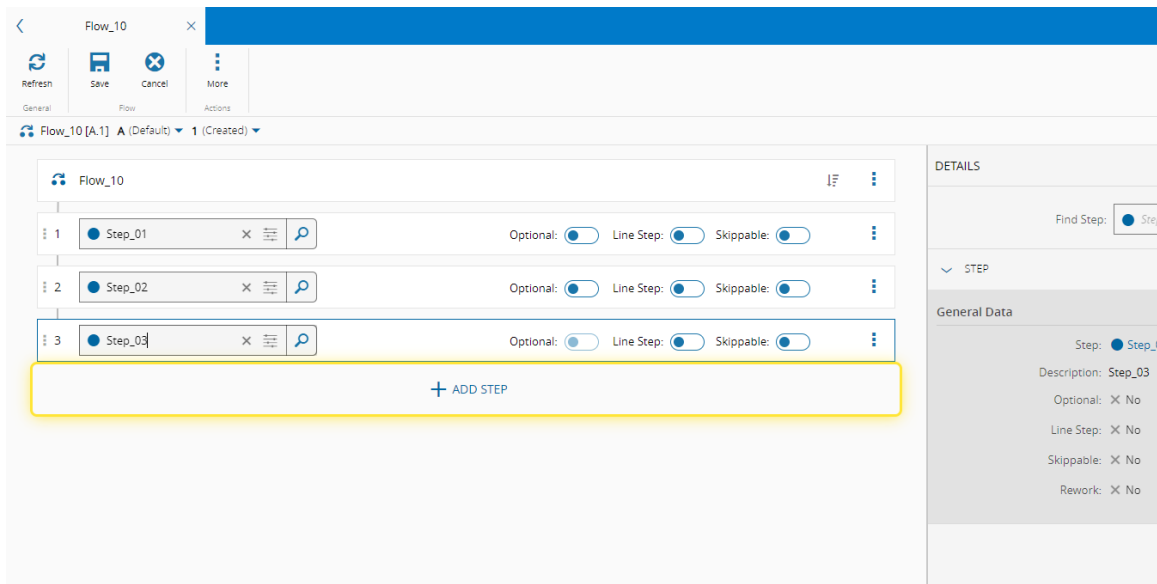 Flow_10
Refresh
Save
Cancel
More
General
Flow
Actions
Flow_10 [A.1] A (Default) 1 (Created)
Flow_10
1 Step_01 Optional: Line Step: Skippable:
2 Step_02 Optional: Line Step: Skippable:
3 Step_03 Optional: Line Step: Skippable:
+ ADD STEP
DETAILS
Find Step:
STEP
General Data
Step:
Description: Step_03
Optional: No
Line Step: No
Skippable: No
Rework: No